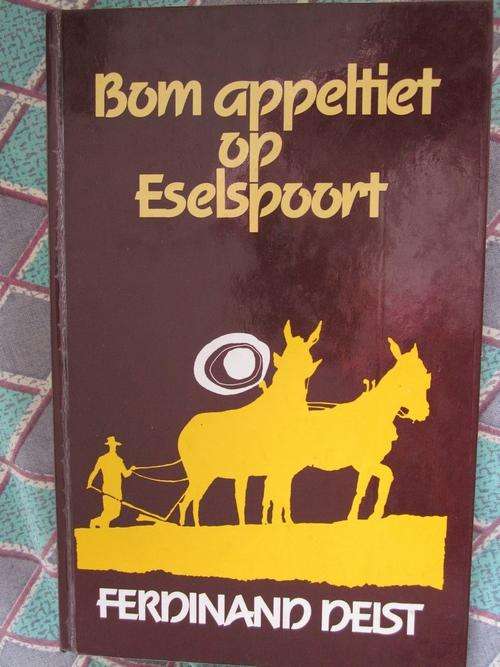 Bom appeltiet
op
Eselspoort
FERDINAND DEIST